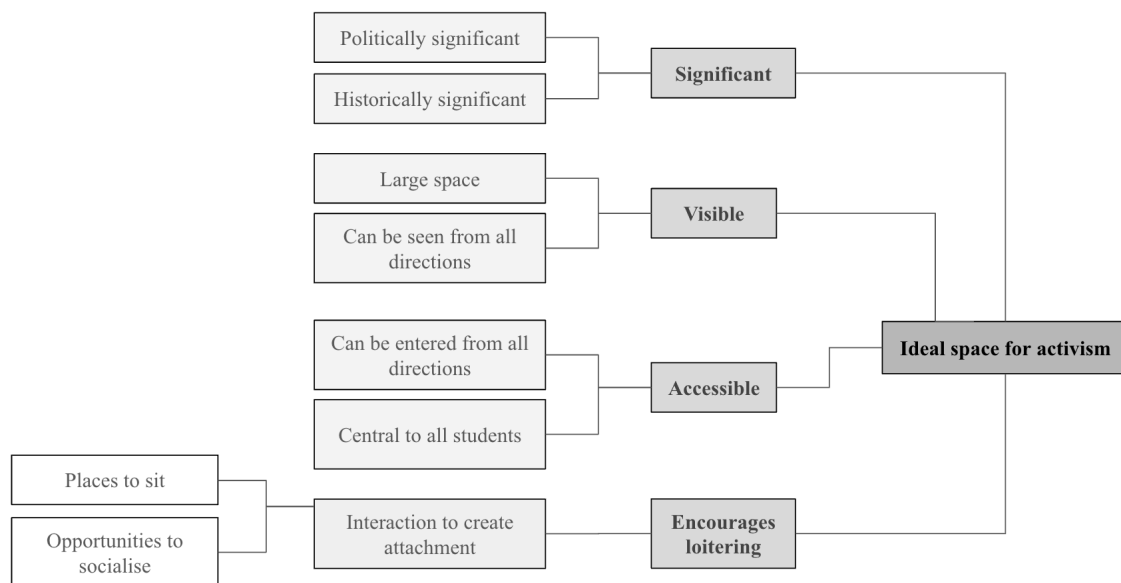 Politically significant
Historically significant
Significant
Large space
Can be seen from all
directions
Visible
Can be entered from all
directions
Central to all students
Accessible
Ideal space for activism
Places to sit
Opportunities to
socialise
Interaction to create
attachment
Encourages
loitering